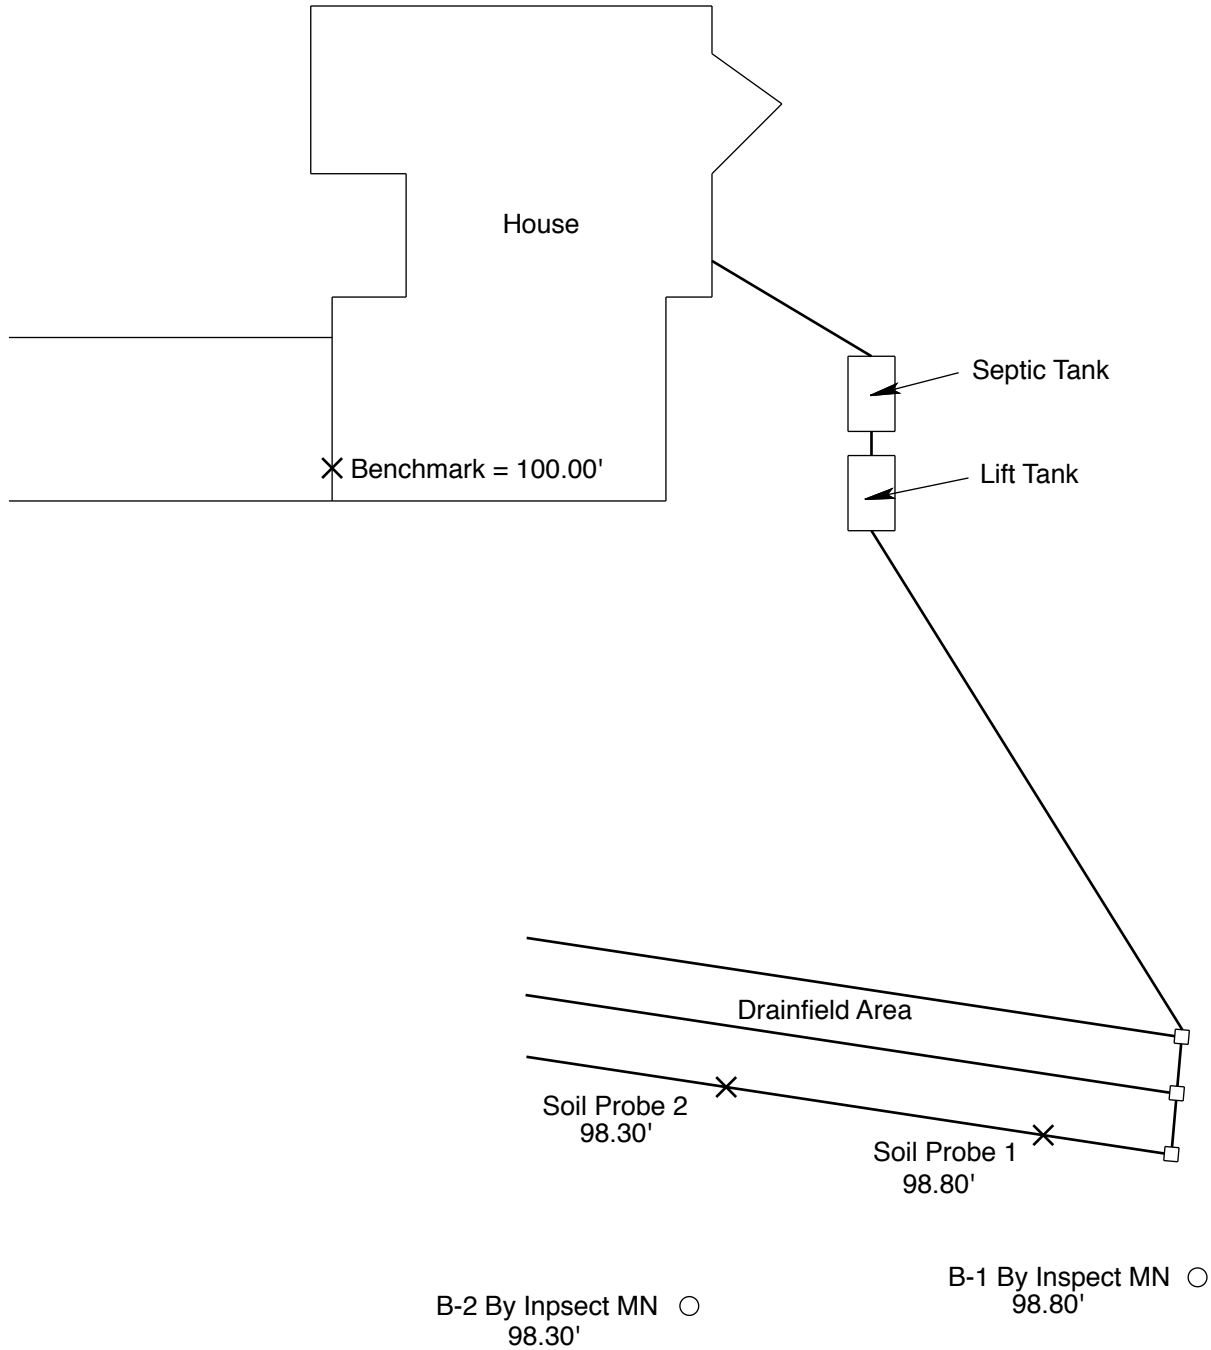 House
Septic Tank
Benchmark = 100.00'
Lift Tank
Drainfield Area
Soil Probe 2
98.30'
Soil Probe 1
98.80'
B-1 By Inspect MN
98.80'
B-2 By Inpsect MN
98.30'